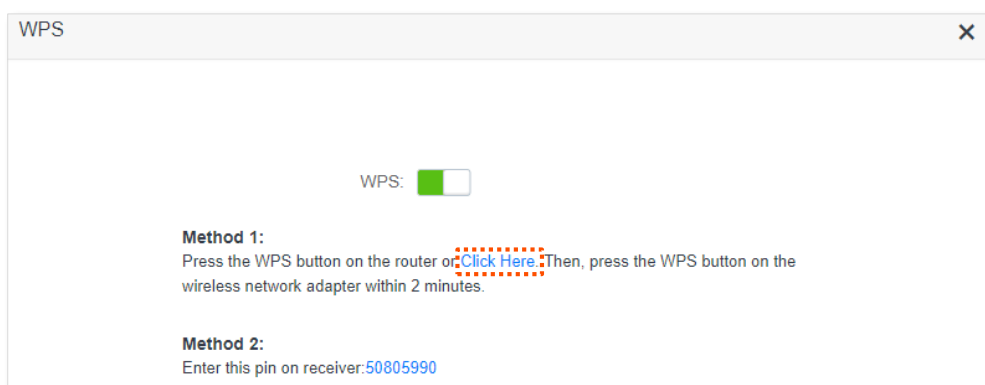 WPS
WPS:
Method 1:
Press the WPS button on the router or Click Here. Then, press the WPS button on the
wireless network adapter within 2 minutes.
Method 2:
Enter this pin on receiver:50805990